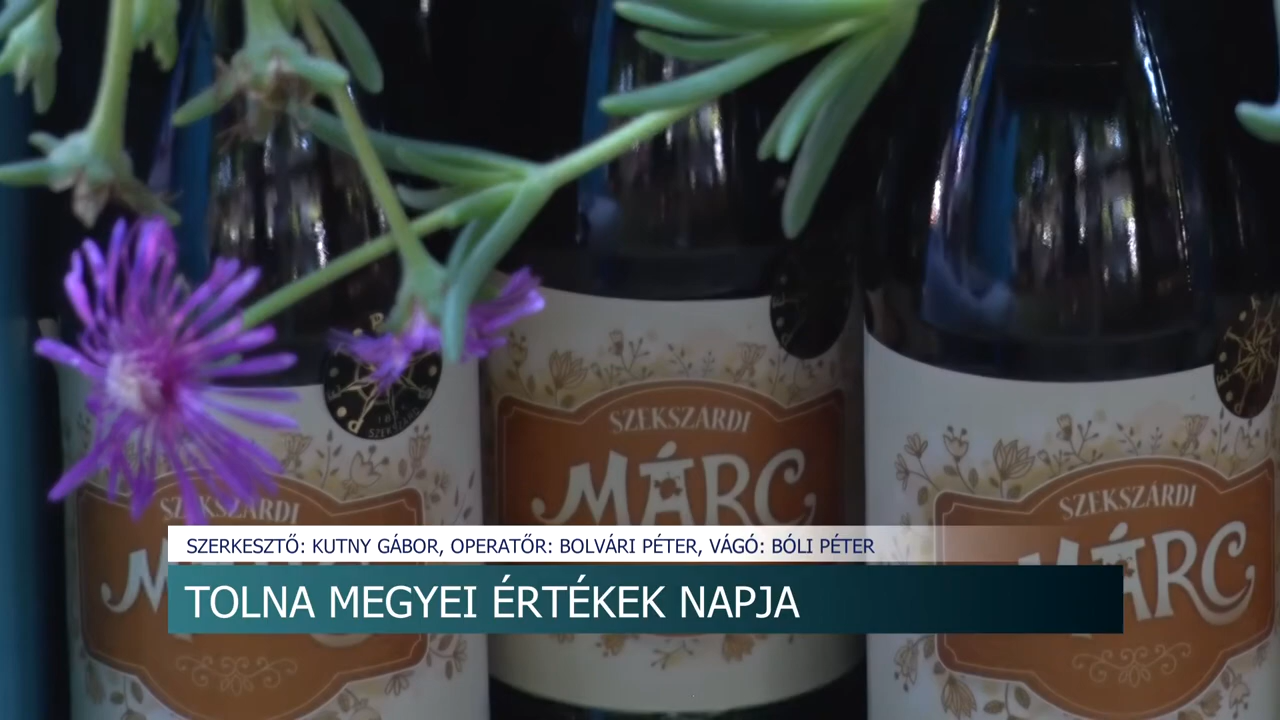 SZEKSZÁRDI
MÁRC
SZEKSZÁRDI
SZEKSZÁRDI
MÁRC
SZERKESZTŐ: KUTNY GÁBOR, OPERATŐR: BOLVÁRI PÉTER, VÁGÓ: BÓLI PÉTER
TOLNA MEGYEI ÉRTÉKEK NAPJA